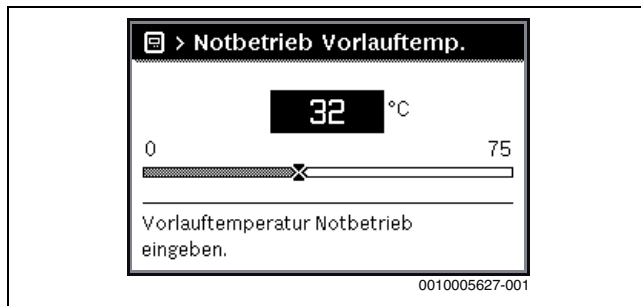 > Notbetrieb Vorlauftemp.
32 °C
0 75
Vorlauftemperatur Notbetrieb
eingeben.
0010005627-001